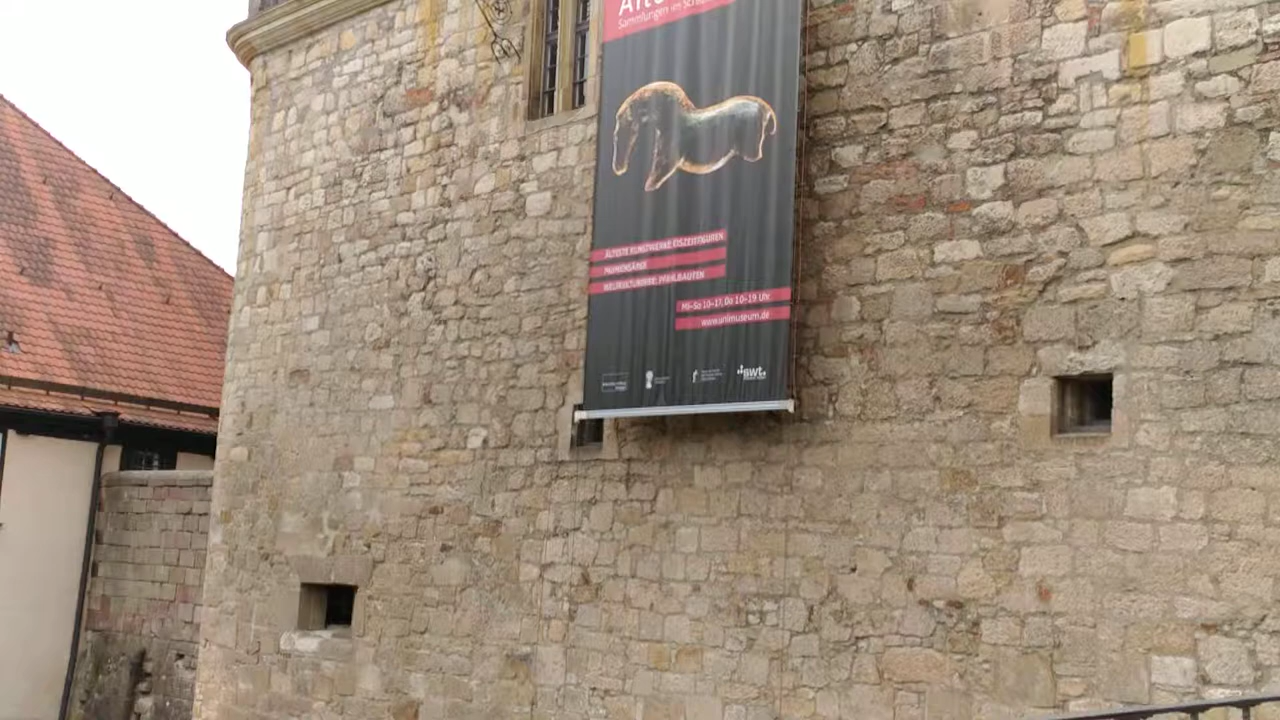 Sammlungen im Schloss
ÄLTESTE KUNSTWERKE EISZEITFIGUREN
MUMIENSÄRGE
WELTKULTURERBE PFAHLBAUTEN
Mi–So 10–17, Do 10–19 Uhr
www.unimuseum.de
swt